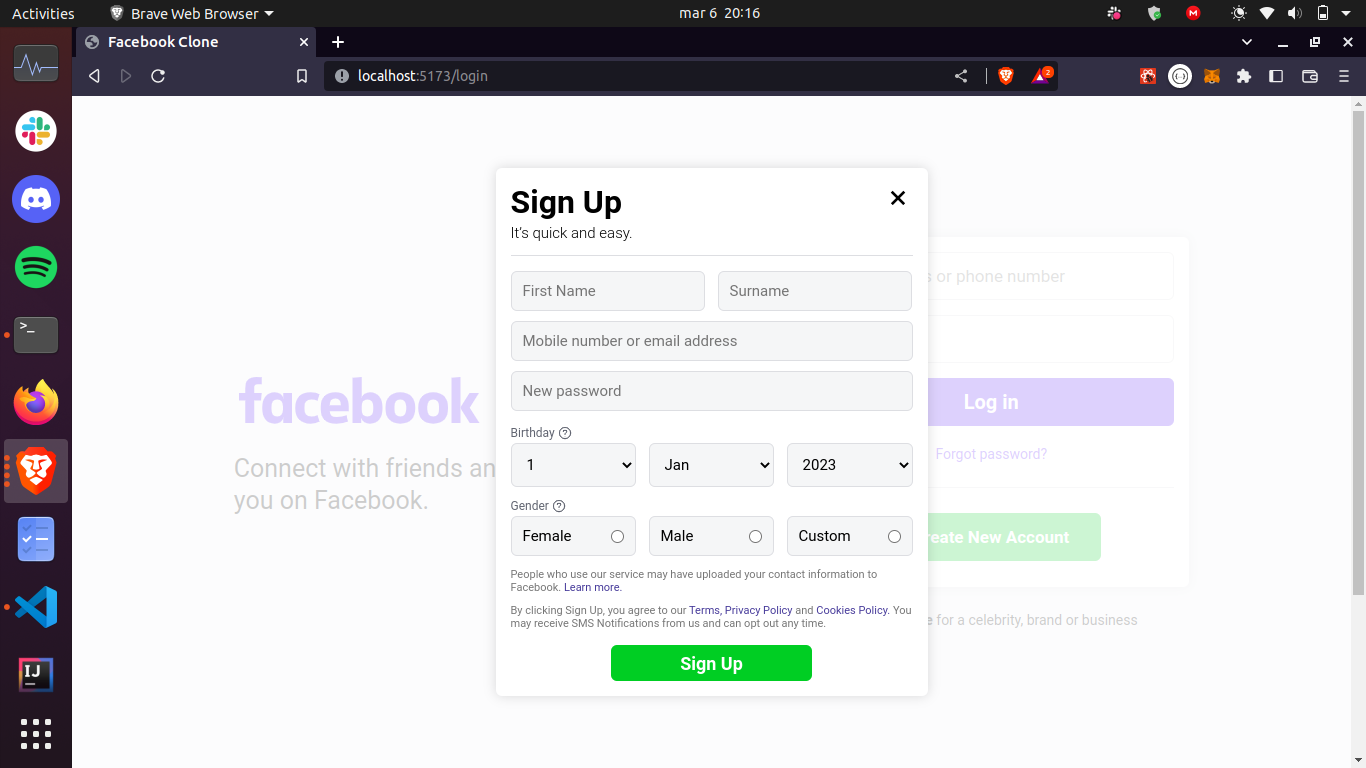 Activities Brave Web Browser mar 6 20:16
Facebook Clone
localhost:5173/login 2
Sign Up
It's quick and easy.
First Name Surname
s or phone number
Mobile number or email address
New password
facebook
Log in
Birthday
Forgot password?
1 Jan 2023
Connect with friends an
you on Facebook.
Gender
Female Male Custom
reate New Account
People who use our service may have uploaded your contact information to
Facebook. Learn more.
By clicking Sign Up, you agree to our Terms, Privacy Policy and Cookies Policy. You
may receive SMS Notifications from us and can opt out any time.
e for a celebrity, brand or business
Sign Up
>_
IJ